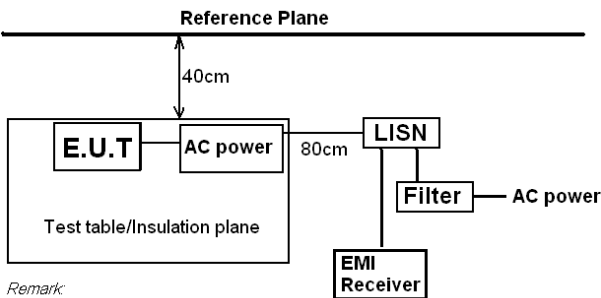 Reference Plane
40cm
E.U.T
AC power
80cm
LISN
Filter
AC power
Test table/Insulation plane
EMI
Receiver
Remark: